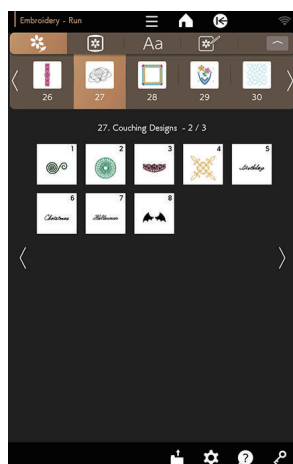 Embroidery - Run
Aa
26 27 28 29 30
27. Couching Designs - 2 / 3
1 2 3 4 5
Birthday
6 7 8
Christmas Halloween
?